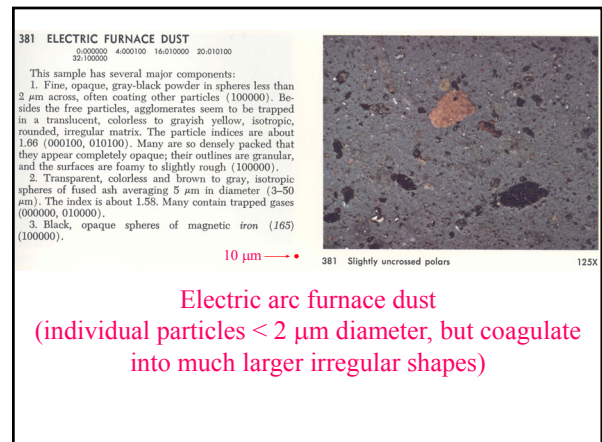 381 ELECTRIC FURNACE DUST
0:000000 4:000100 16:010000 20:010100
32:100000
This sample has several major components:
1. Fine, opaque, gray-black powder in spheres less than
2 μm across, often coating other particles (100000). Be-
sides the free particles, agglomerates seem to be trapped
in a translucent, colorless to grayish yellow, isotropic,
rounded, irregular matrix. The particle indices are about
1.66 (000100, 010100). Many are so densely packed that
they appear completely opaque; their outlines are granular,
and the surfaces are foamy to slightly rough (100000).
2. Transparent, colorless and brown to gray, isotropic
spheres of fused ash averaging 5 μm in diameter (3–50
μm). The index is about 1.58. Many contain trapped gases
(000000, 010000).
3. Black, opaque spheres of magnetic iron (165)
(100000).
10 μm
381 Slightly uncrossed polars 125X
Electric arc furnace dust
(individual particles < 2 μm diameter, but coagulate
into much larger irregular shapes)